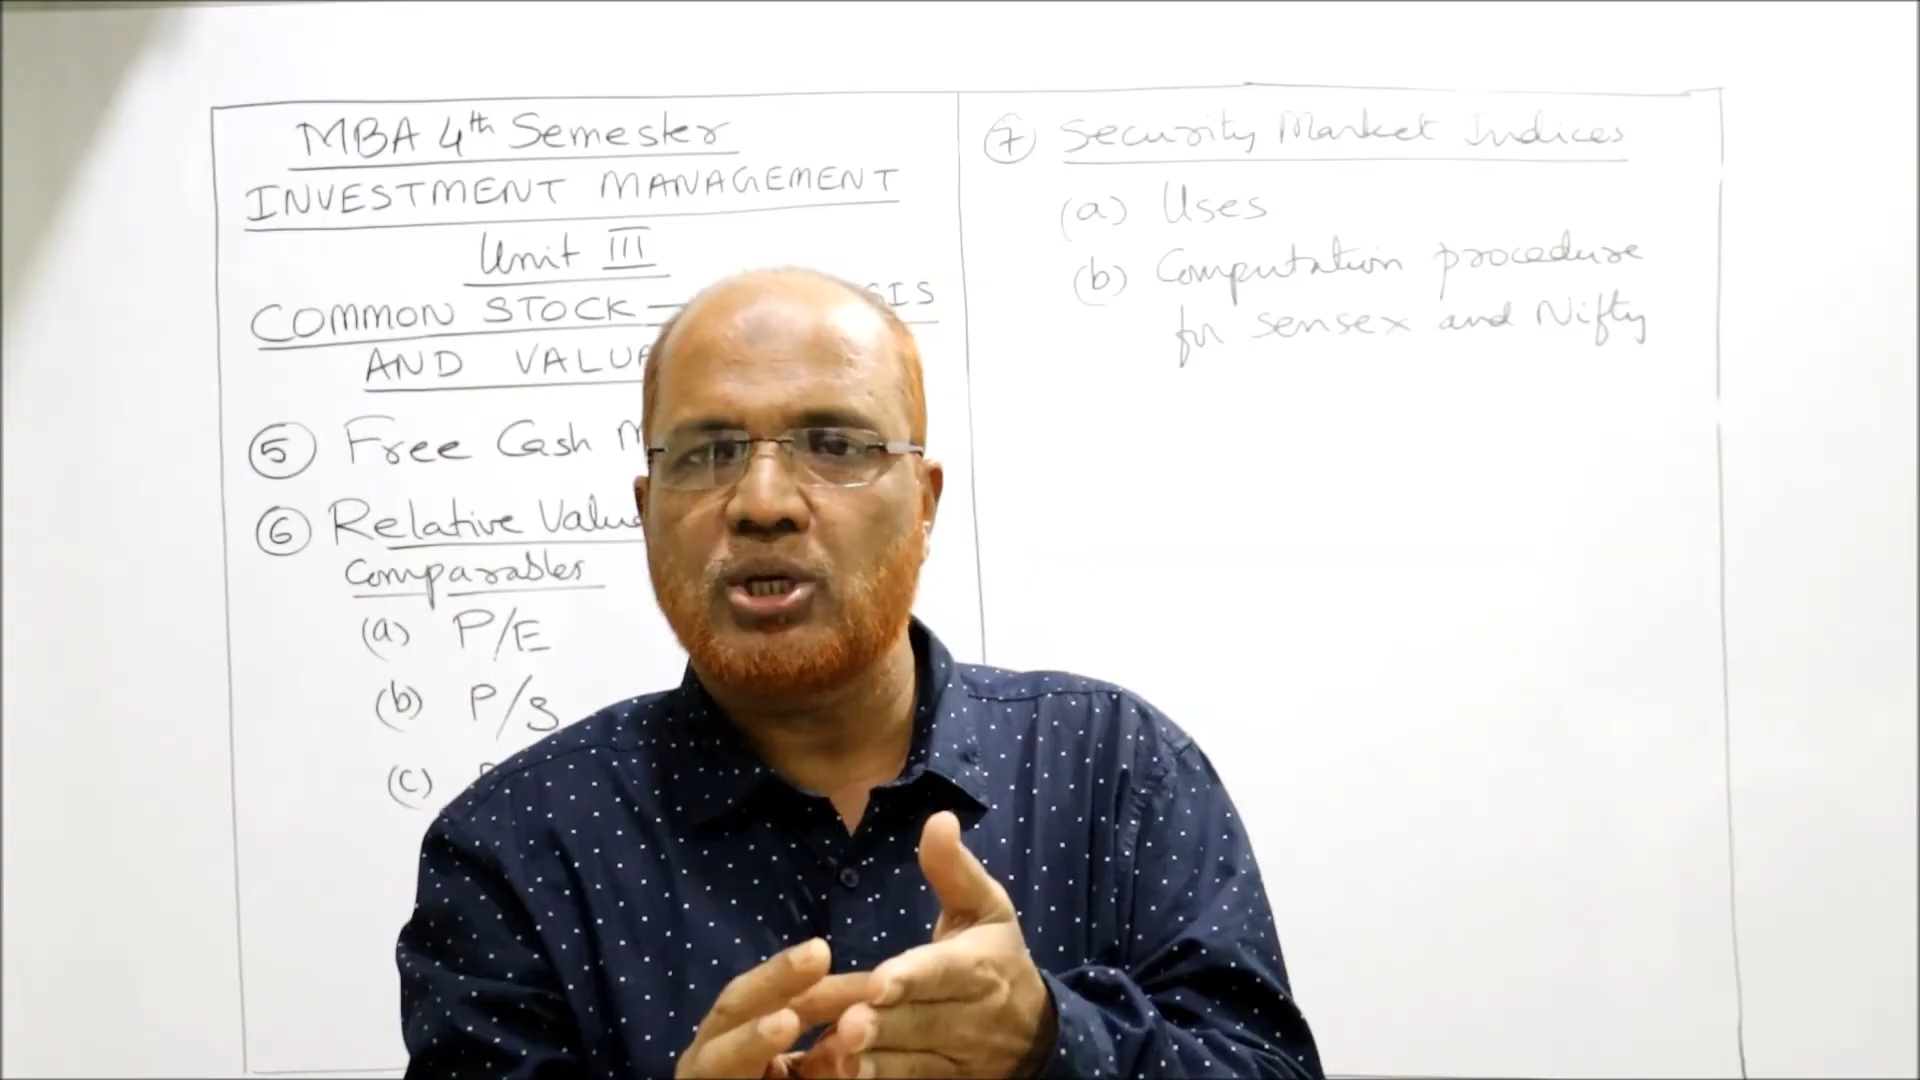 MBA 4th Semester
INVESTMENT MANAGEMENT
Unit III
COMMON STOCK —
AND
5 Free Cash
6 Relative
Comparables
(a) P/E
(b) P/S
(c)
7 Security Market Indices
(a) Uses
(b) Computation procedure
for sensex and Nifty